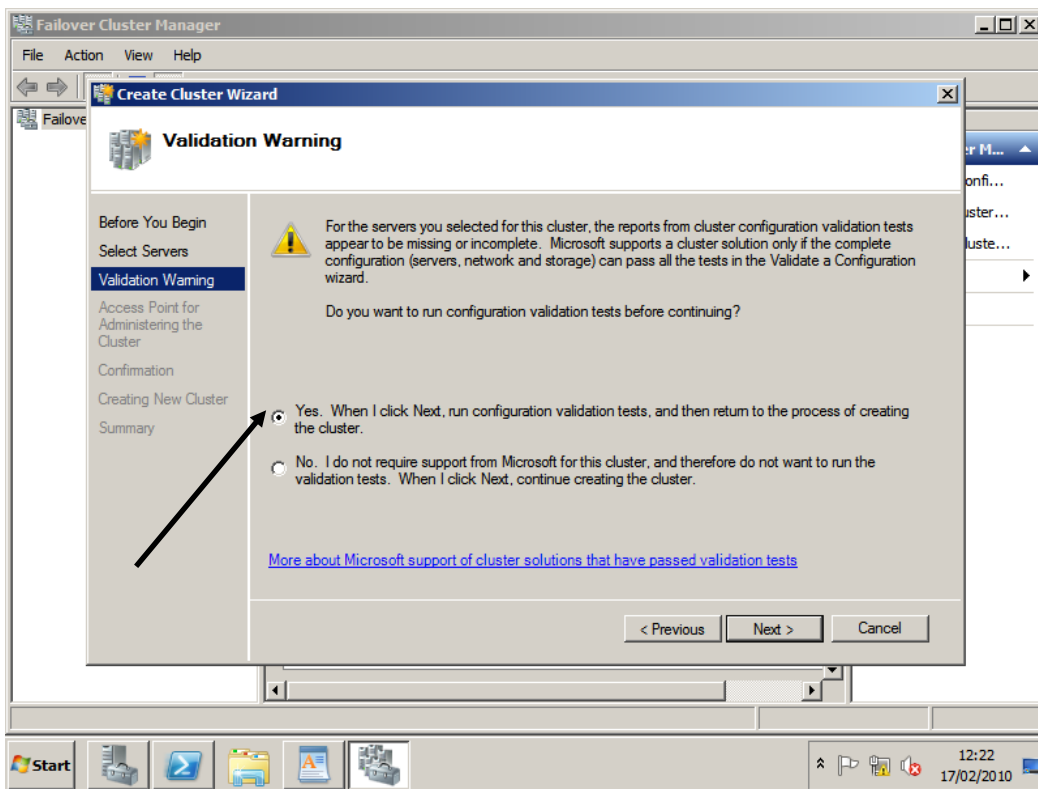 Failover Cluster Manager
File Action View Help
Create Cluster Wizard
Failove
Validation Warning
er M...
onfi...
uster...
luste...
Before You Begin
Select Servers
Validation Warning
Access Point for
Administering the
Cluster
Confirmation
Creating New Cluster
Summary
For the servers you selected for this cluster, the reports from cluster configuration validation tests
appear to be missing or incomplete. Microsoft supports a cluster solution only if the complete
configuration (servers, network and storage) can pass all the tests in the Validate a Configuration
wizard.
Do you want to run configuration validation tests before continuing?
Yes. When I click Next, run configuration validation tests, and then return to the process of creating
the cluster.
No. I do not require support from Microsoft for this cluster, and therefore do not want to run the
validation tests. When I click Next, continue creating the cluster.
More about Microsoft support of cluster solutions that have passed validation tests
< Previous
Next >
Cancel
Start
12:22
17/02/2010